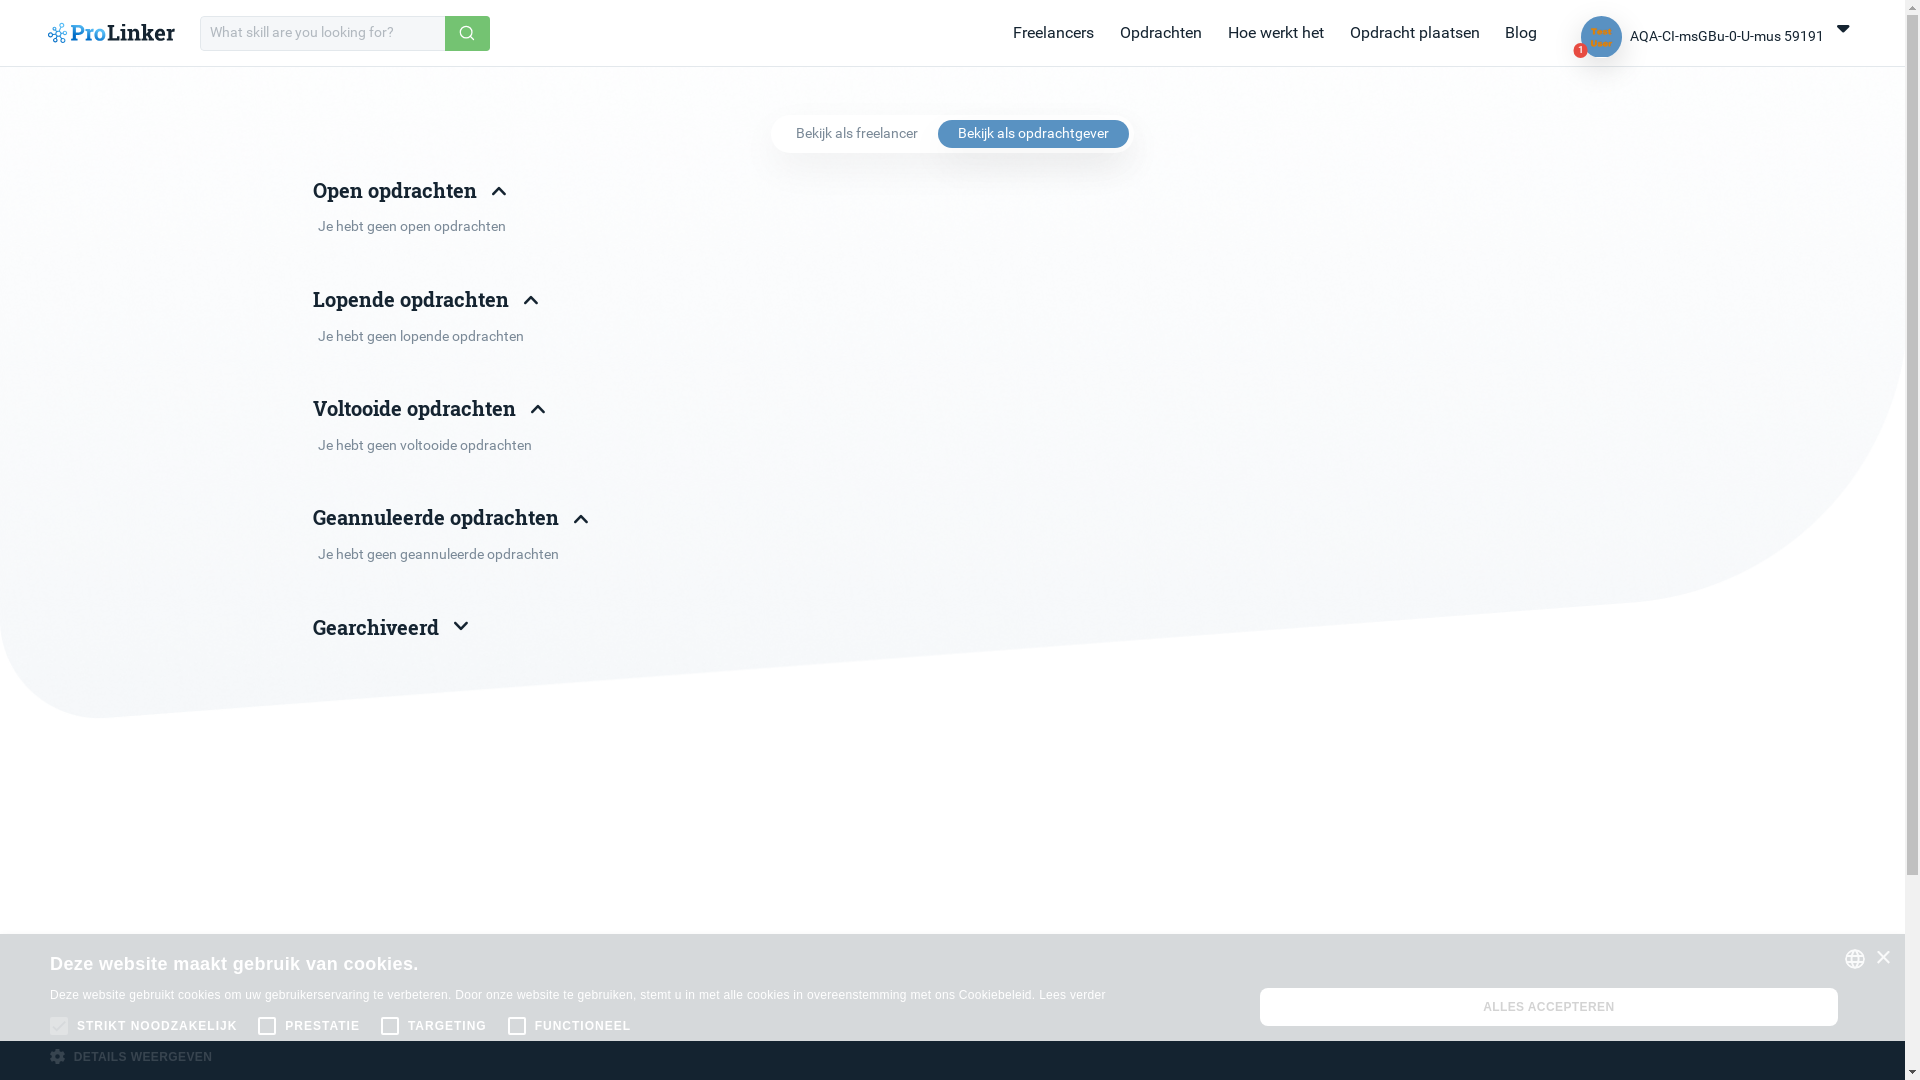 ProLinker
What skill are you looking for?
Freelancers
Opdrachten
Hoe werkt het
Opdracht plaatsen
Blog
Test
User
1
AQA-CI-msGBu-0-U-mus 59191
Bekijk als freelancer
Bekijk als opdrachtgever
Open opdrachten
Je hebt geen open opdrachten
Lopende opdrachten
Je hebt geen lopende opdrachten
Voltooide opdrachten
Je hebt geen voltooide opdrachten
Geannuleerde opdrachten
Je hebt geen geannuleerde opdrachten
Gearchiveerd
Deze website maakt gebruik van cookies.
Deze website gebruikt cookies om uw gebruikerservaring te verbeteren. Door onze website te gebruiken, stemt u in met alle cookies in overeenstemming met ons Cookiebeleid. Lees verder
STRIKT NOODZAKELIJK
PRESTATIE
TARGETING
FUNCTIONEEL
ALLES ACCEPTEREN
DETAILS WEERGEVEN